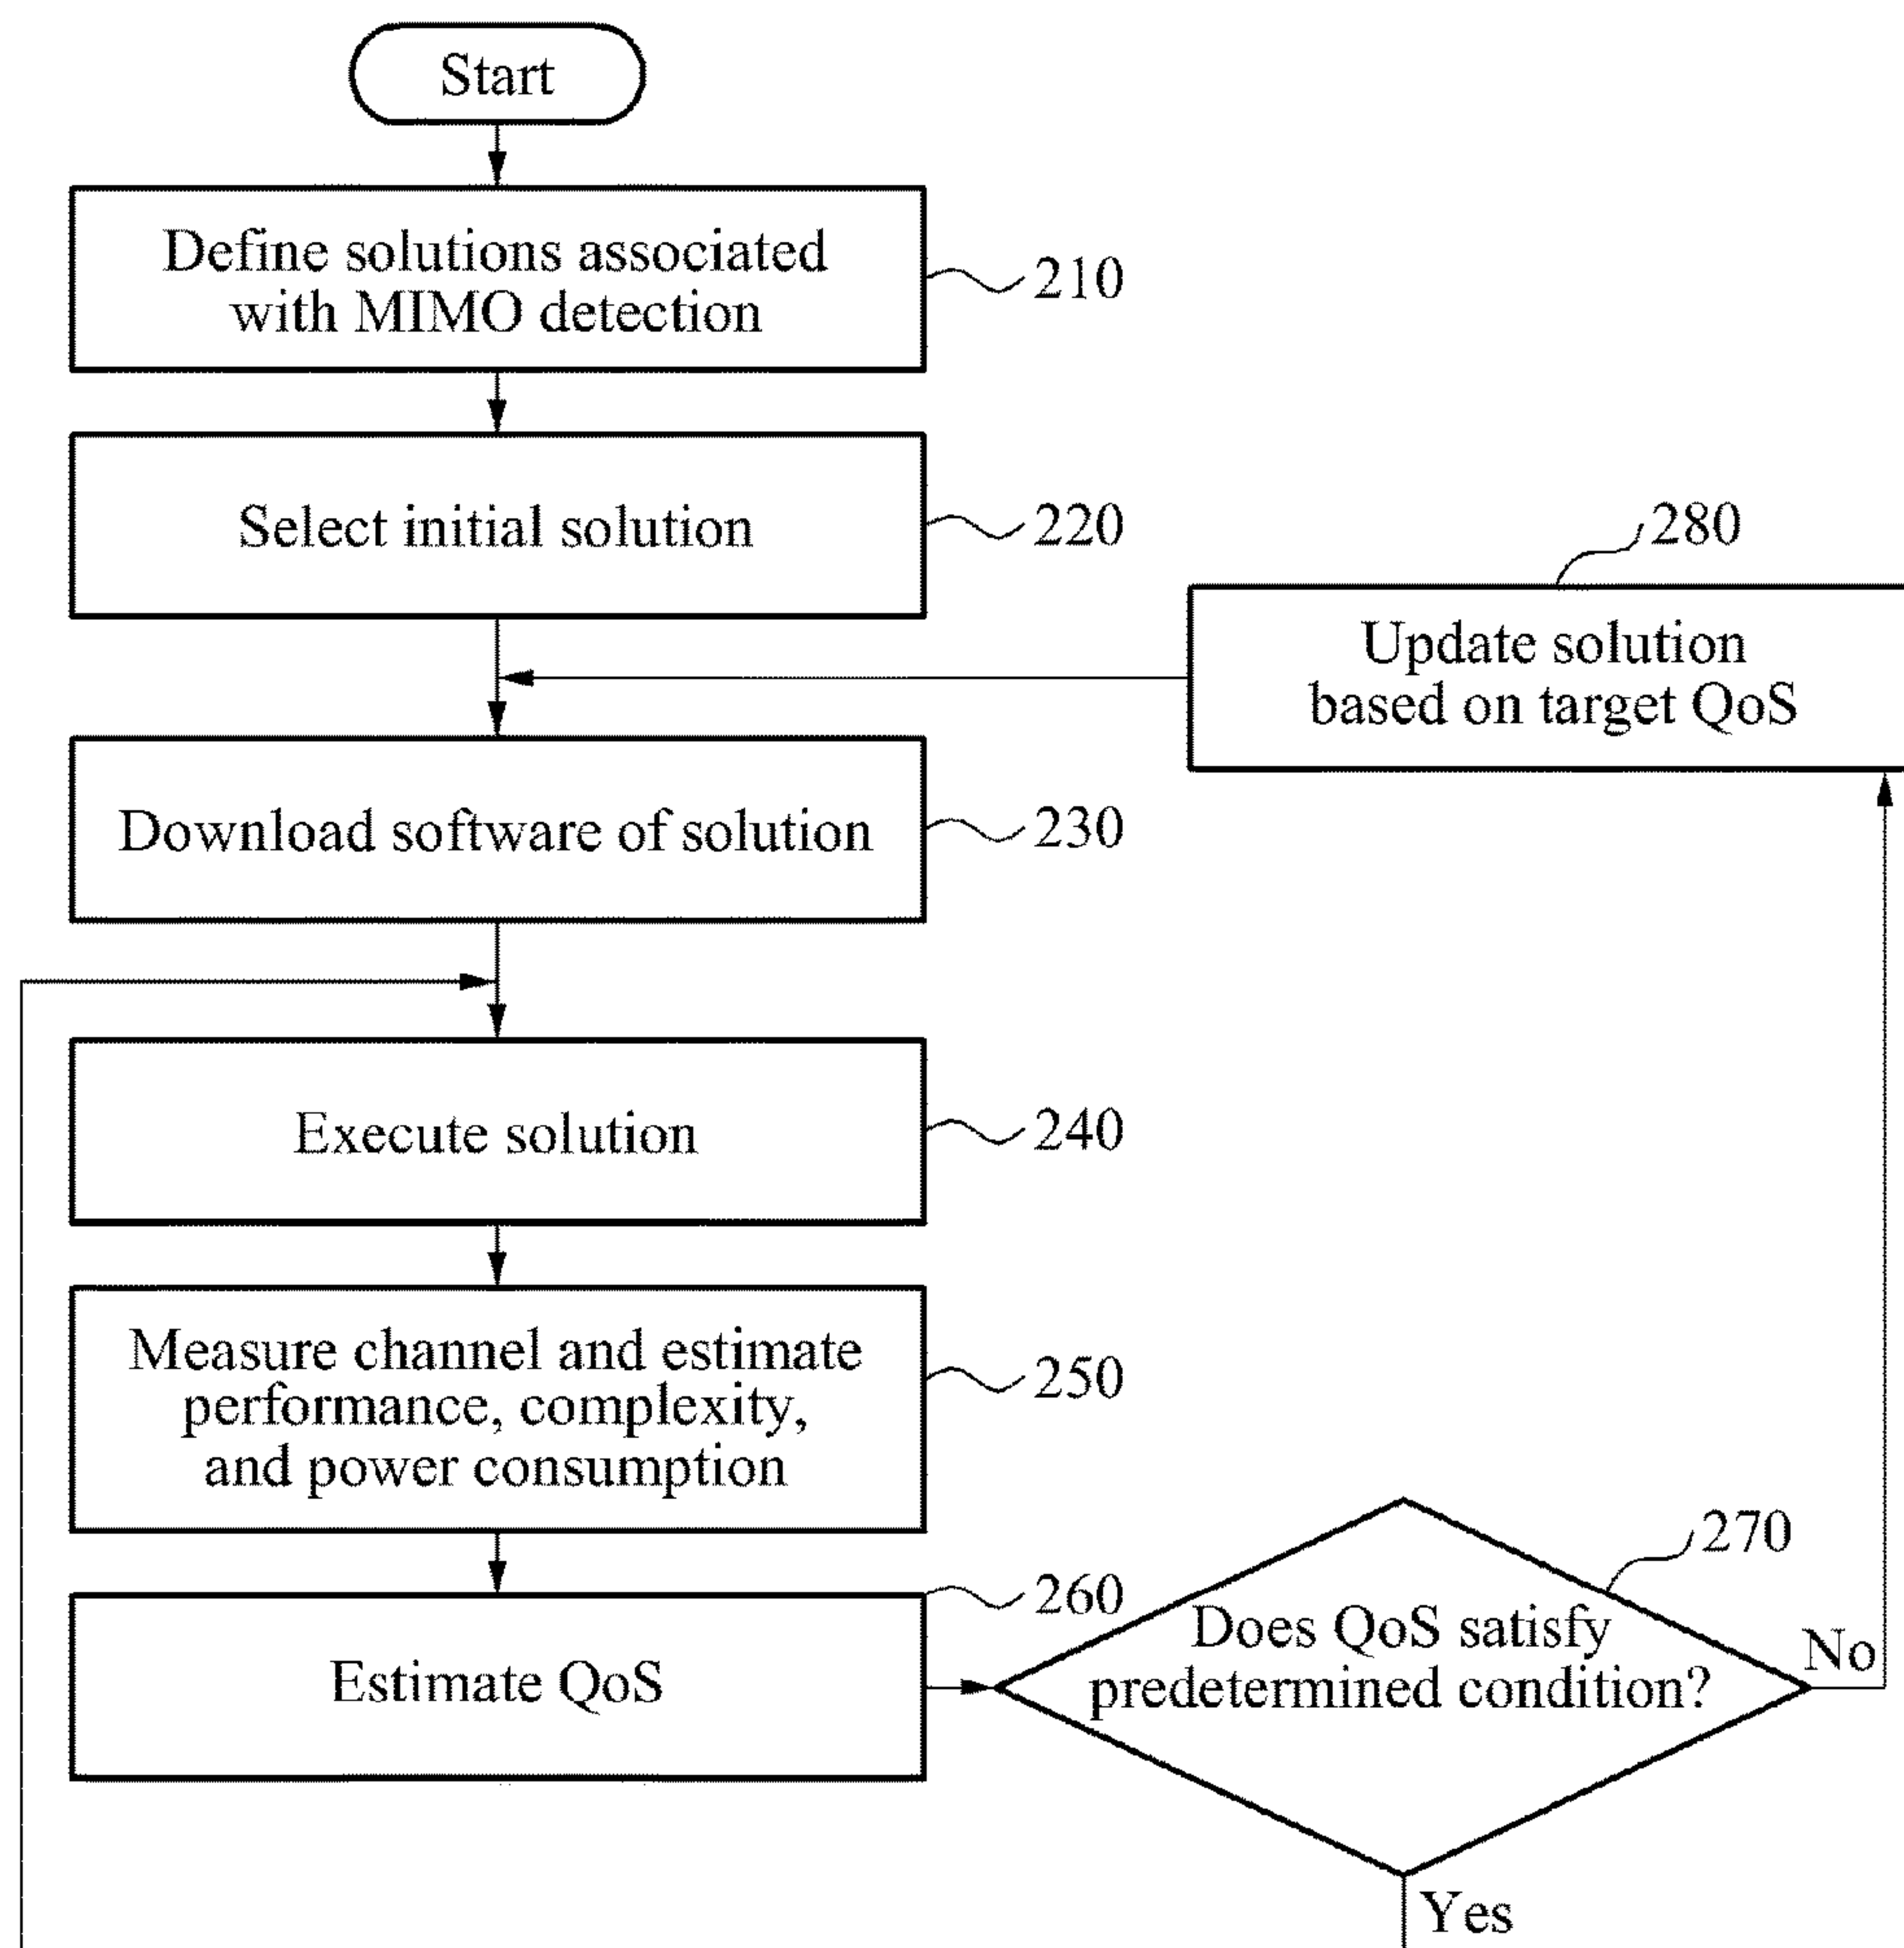 Start
Define solutions associated
with MIMO detection
210
Select initial solution
220
280
Update solution
based on target QoS
Download software of solution
230
Execute solution
240
Measure channel and estimate
performance, complexity,
and power consumption
250
Estimate QoS
260
270
Does QoS satisfy
predetermined condition?
No
Yes